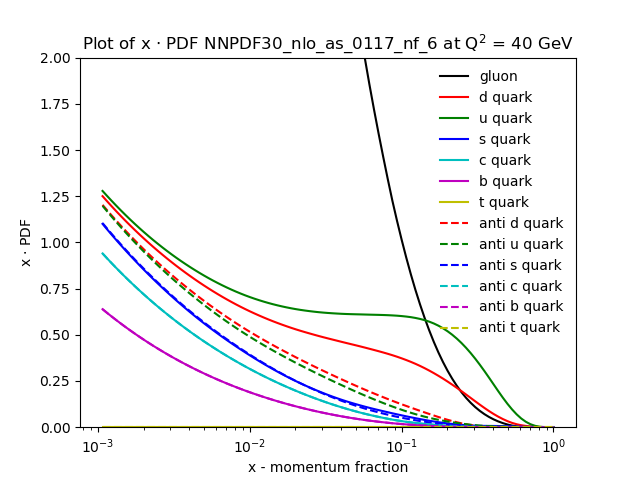 Plot of x · PDF NNPDF30_nlo_as_0117_nf_6 at Q² = 40 GeV
2.00
1.75
1.50
1.25
1.00
0.75
0.50
0.25
0.00
x · PDF
gluon
d quark
u quark
s quark
c quark
b quark
t quark
anti d quark
anti u quark
anti s quark
anti c quark
anti b quark
anti t quark
10⁻³ 10⁻² 10⁻¹ 10⁰
x - momentum fraction